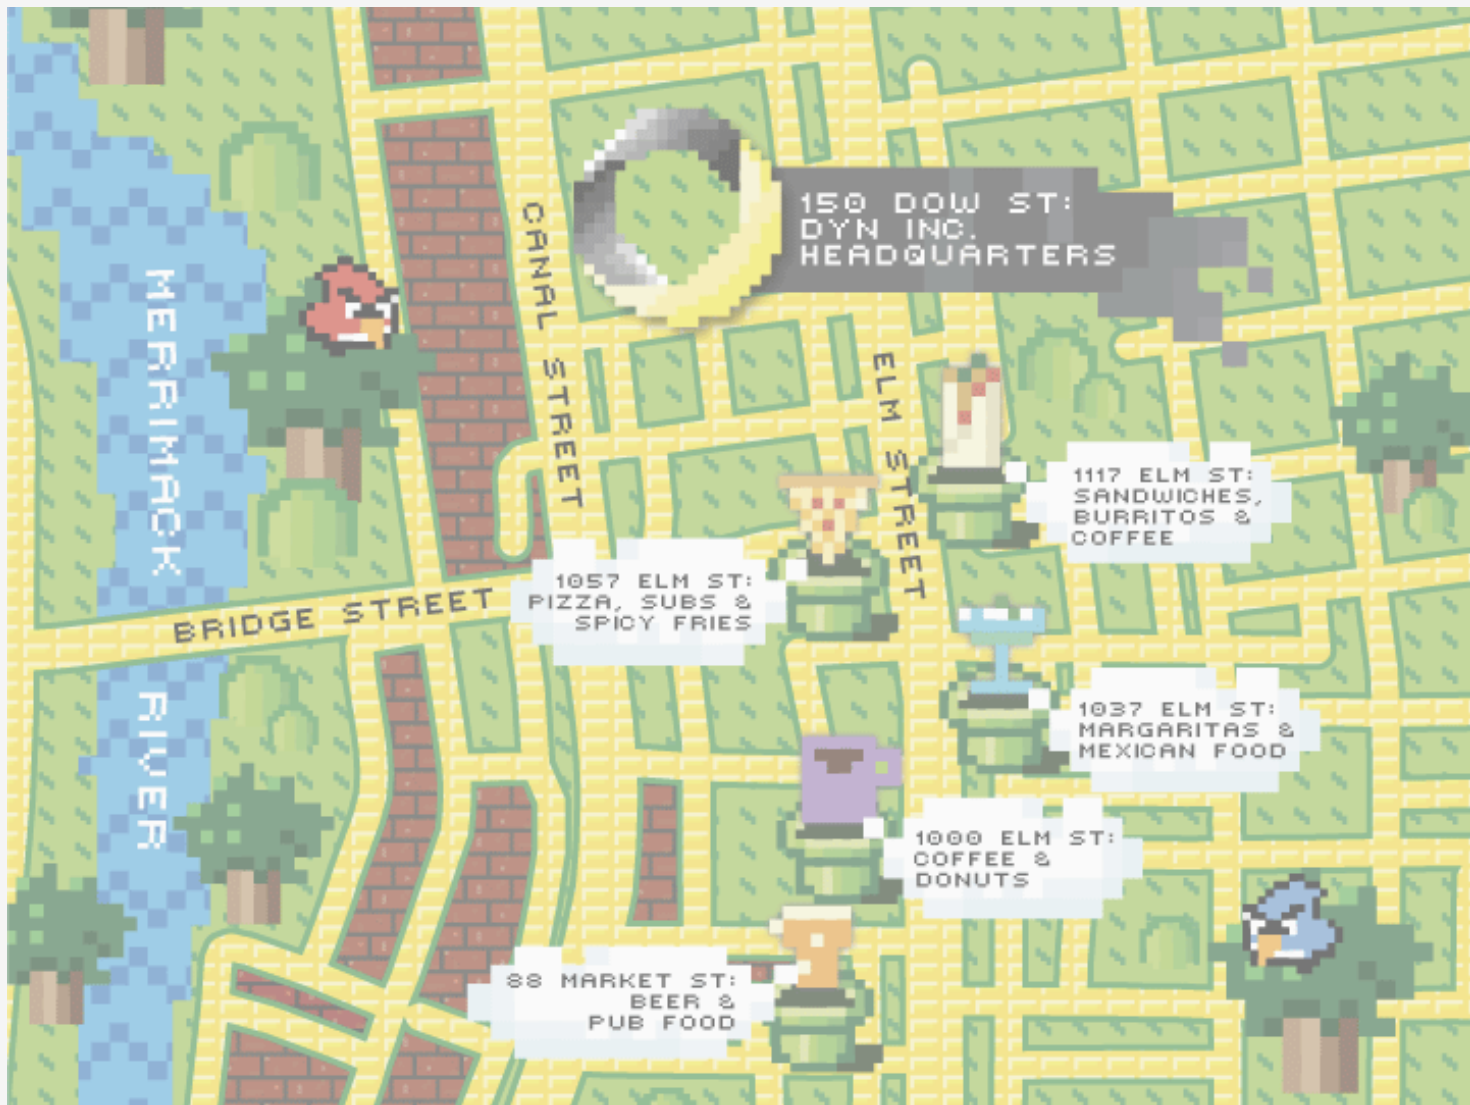 150 DOW ST:
DYN INC.
HEADQUARTERS
CANAL STREET
MERRIMACK
RIVER
ELM STREET
1117 ELM ST:
SANDWICHES,
BURRITOS &
COFFEE
1057 ELM ST:
PIZZA, SUBS &
SPICY FRIES
BRIDGE STREET
1037 ELM ST:
MARGARITAS &
MEXICAN FOOD
1000 ELM ST:
COFFEE &
DONUTS
88 MARKET ST:
BEER &
PUB FOOD